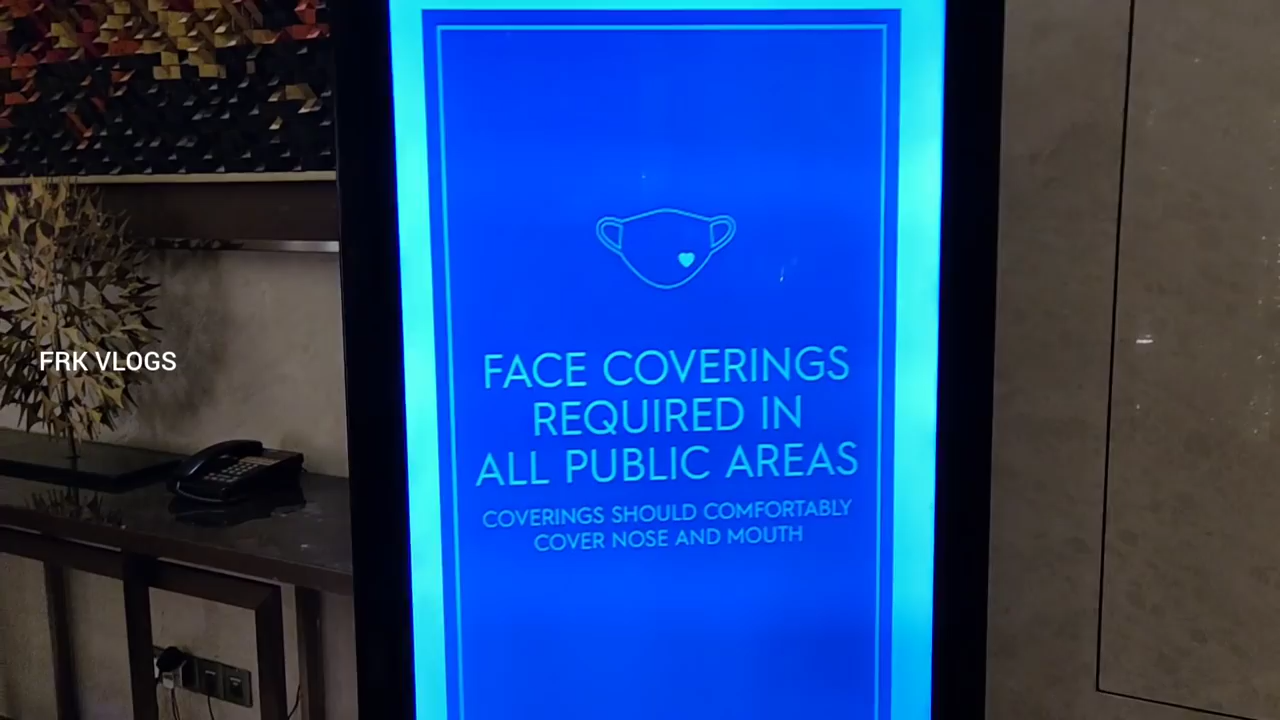 FACE COVERINGS
REQUIRED IN
ALL PUBLIC AREAS
COVERINGS SHOULD COMFORTABLY
COVER NOSE AND MOUTH
FRK VLOGS